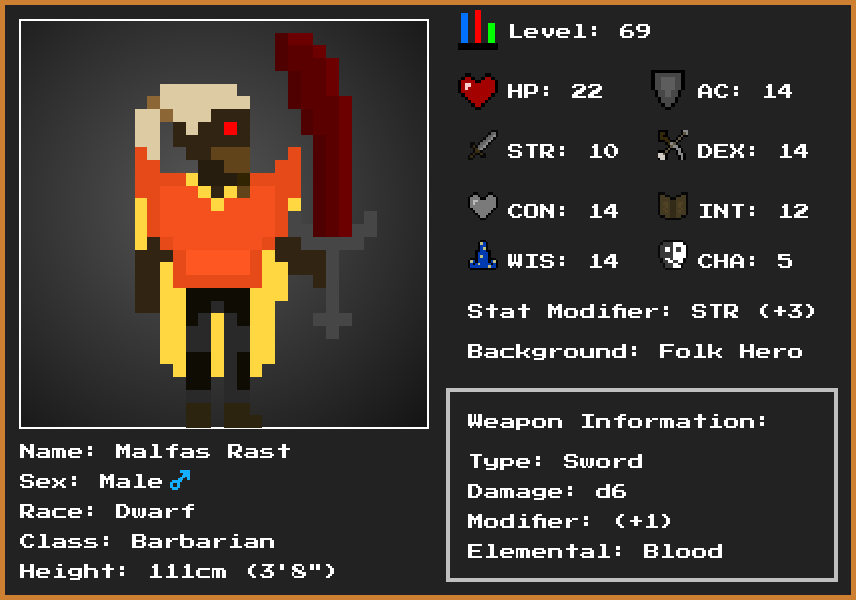 Level: 69
HP: 22
AC: 14
STR: 10
DEX: 14
CON: 14
INT: 12
WIS: 14
CHA: 5
Stat Modifier: STR (+3)
Background: Folk Hero
Weapon Information:
Type: Sword
Damage: d6
Modifier: (+1)
Elemental: Blood
Name: Malfas Rast
Sex: Male♂
Race: Dwarf
Class: Barbarian
Height: 111cm (3'8")